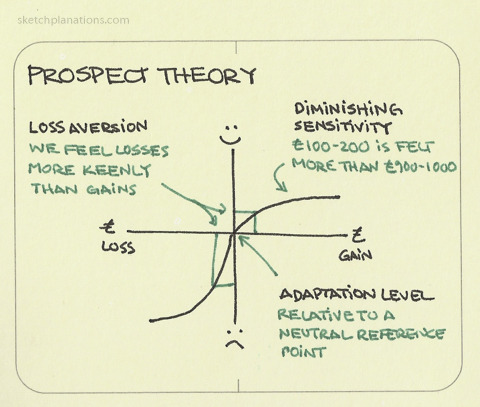 sketchplanations.com
PROSPECT THEORY
LOSS AVERSION
WE FEEL LOSSES
MORE KEENLY
THAN GAINS
DIMINISHING
SENSITIVITY
£100-200 IS FELT
MORE THAN £900-1000
:)
£
LOSS
£
GAIN
ADAPTATION LEVEL
RELATIVE TO A
NEUTRAL REFERENCE
POINT